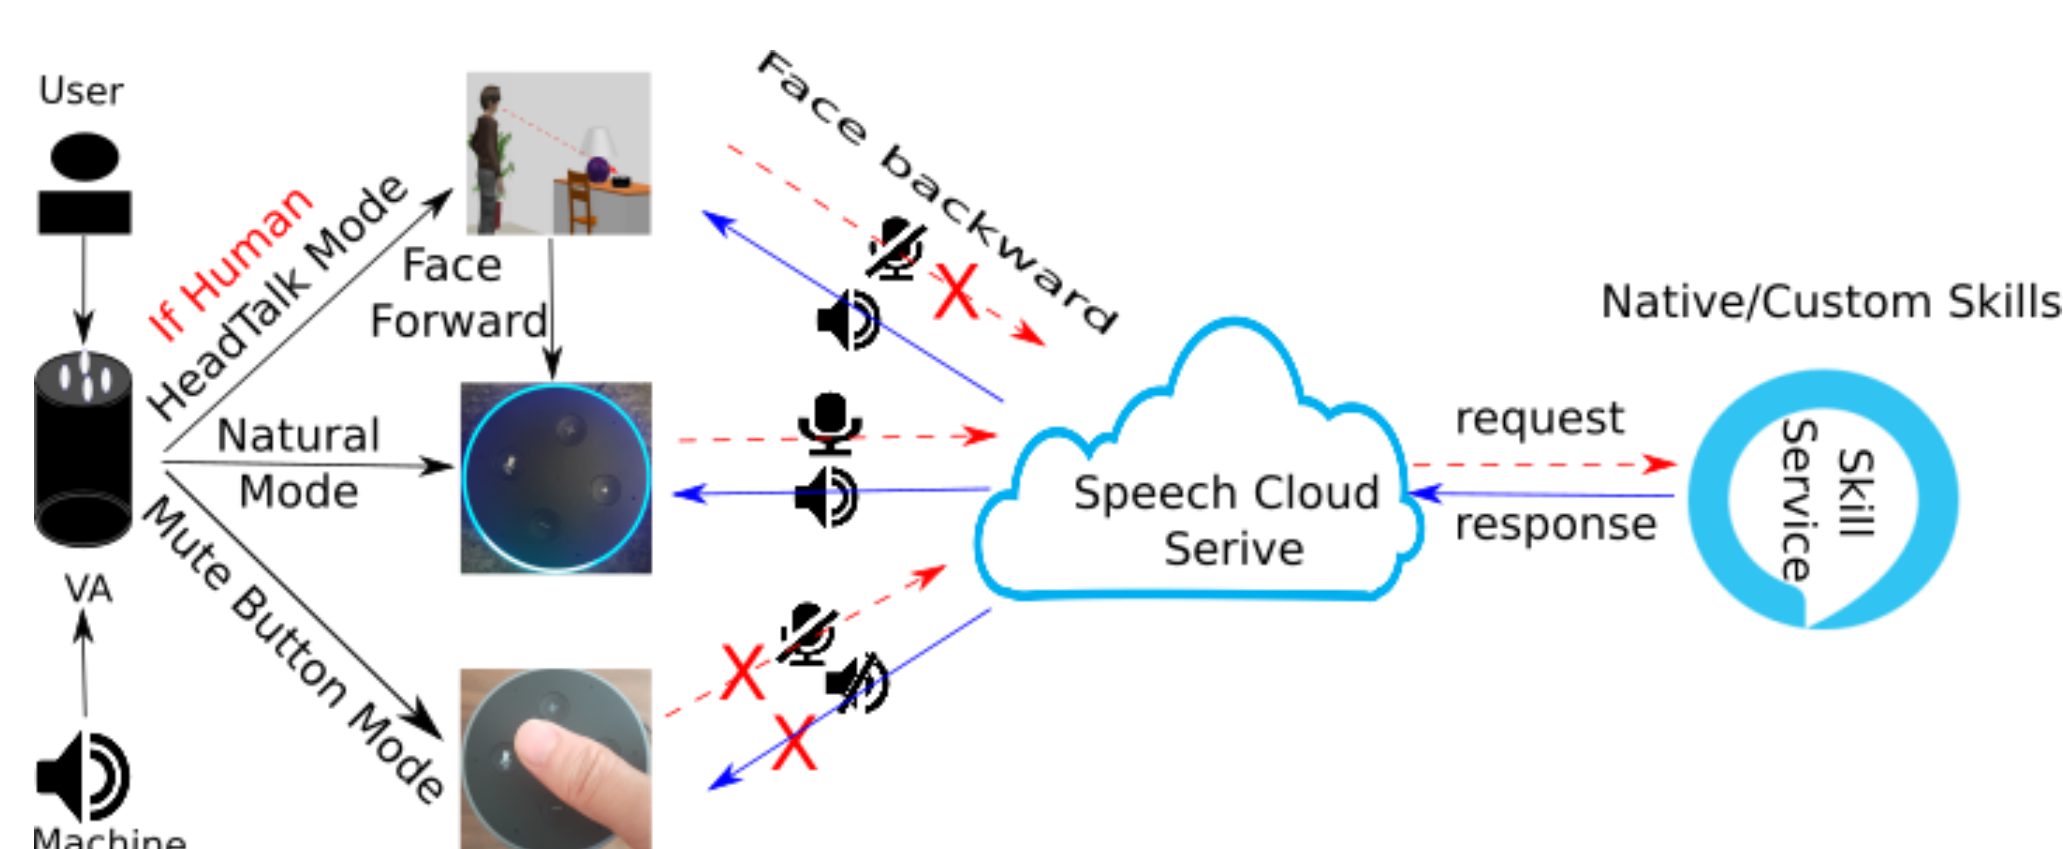 User
If Human
HeadTalk Mode
Face
Forward
Face backward
X
Native/Custom Skills
Natural
Mode
request
Speech Cloud
Serive
response
Skill
Service
VA
Mute Button Mode
X
X
Machine